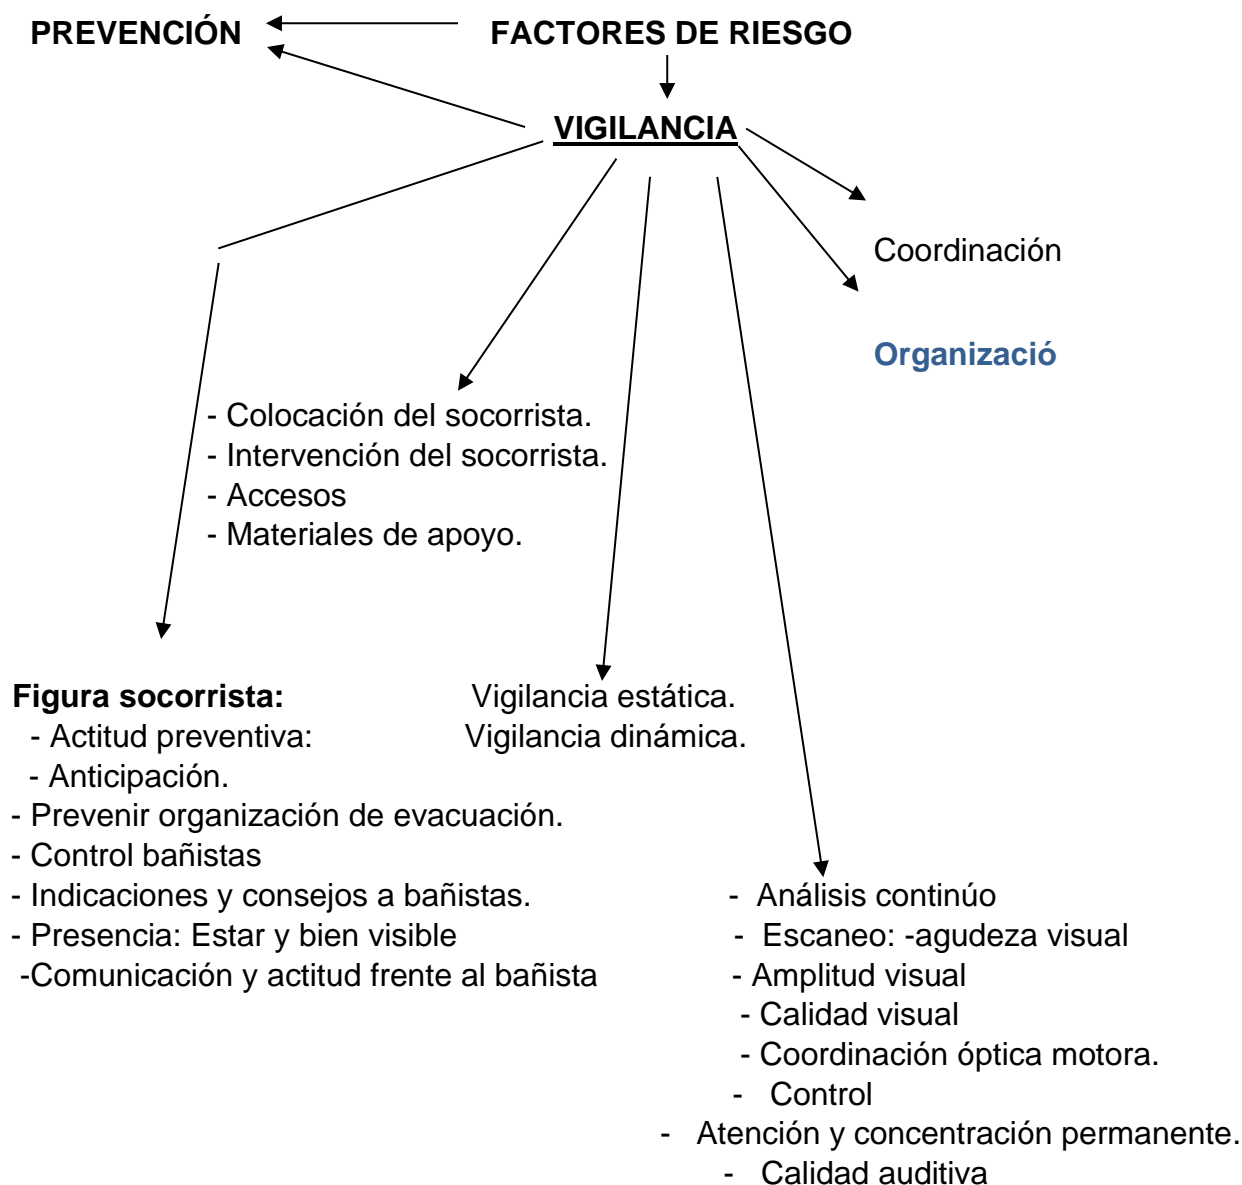 PREVENCIÓN FACTORES DE RIESGO
VIGILANCIA
Coordinación
Organizació
- Colocación del socorrista.
- Intervención del socorrista.
- Accesos
- Materiales de apoyo.
Figura socorrista: Vigilancia estática.
- Actitud preventiva: Vigilancia dinámica.
- Anticipación.
- Prevenir organización de evacuación.
- Control bañistas
- Indicaciones y consejos a bañistas.
- Presencia: Estar y bien visible
-Comunicación y actitud frente al bañista
- Análisis continúo
- Escaneo: -agudeza visual
- Amplitud visual
- Calidad visual
- Coordinación óptica motora.
- Control
- Atención y concentración permanente.
- Calidad auditiva